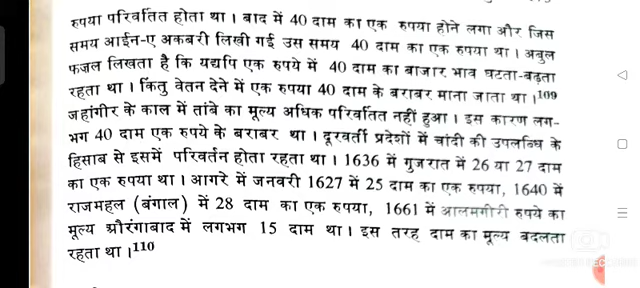 रुपया परिवर्तित होता था। बाद में 40 दाम का एक रुपया होने लगा और जिस
समय आईन-ए अकबरी लिखी गई उस समय 40 दाम का एक रुपया था। अबुल
फज़ल लिखता है कि यद्यपि एक रुपये में 40 दाम का बाजार भाव घटता-बढ़ता
रहता था। किंतु वेतन देने में एक रुपया 40 दाम के बराबर माना जाता था।109
जहांगीर के काल में तांबे का मूल्य अधिक परिवर्तित नहीं हुआ। इस कारण लग-
भग 40 दाम एक रुपये के बराबर था। दूरवर्ती प्रदेशों में चांदी की उपलब्धि के
हिसाब से इसमें परिवर्तन होता रहता था। 1636 में गुजरात में 26 या 27 दाम
का एक रुपया था। आगरे में जनवरी 1627 में 25 दाम का एक रुपया, 1640 में
राजमहल (बंगाल) में 28 दाम का एक रुपया, 1661 में आलमगीरी रुपये का
मूल्य औरंगाबाद में लगभग 15 दाम था। इस तरह दाम का मूल्य बदलता
रहता था।110